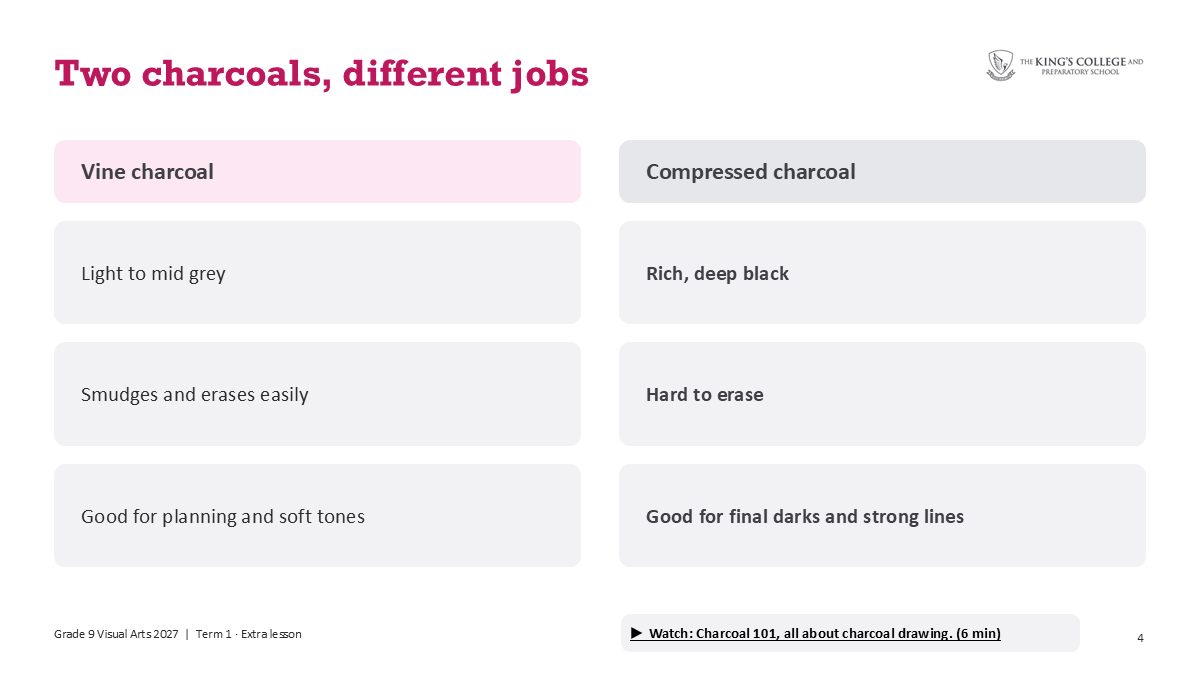 Two charcoals, different jobs
THE KING'S COLLEGE AND
PREPARATORY SCHOOL
Vine charcoal
Compressed charcoal
Light to mid grey
Rich, deep black
Smudges and erases easily
Hard to erase
Good for planning and soft tones
Good for final darks and strong lines
Grade 9 Visual Arts 2027 | Term 1 · Extra lesson
▶ Watch: Charcoal 101, all about charcoal drawing. (6 min)
4